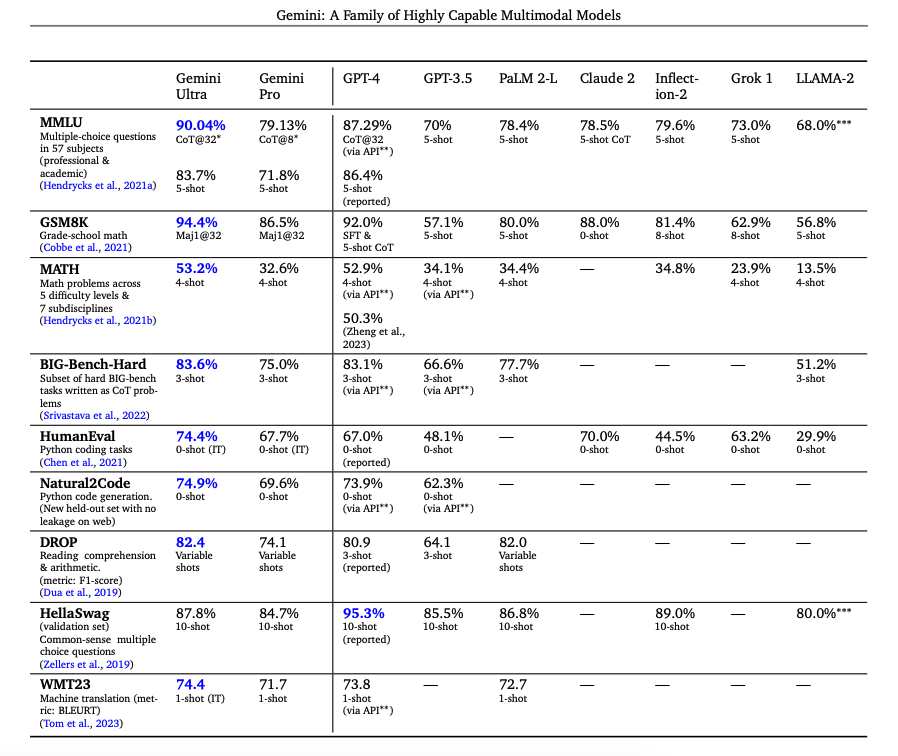 Gemini: A Family of Highly Capable Multimodal Models
Gemini Ultra Gemini Pro GPT-4 GPT-3.5 PaLM 2-L Claude 2 Inflect-ion-2 Grok 1 LLAMA-2
MMLU
Multiple-choice questions
in 57 subjects
(professional &
academic)
(Hendrycks et al., 2021a)
90.04% 79.13% 87.29% 70% 78.4% 78.5% 79.6% 73.0% 68.0%***
CoT@32* CoT@8* CoT@32 5-shot 5-shot 5-shot CoT 5-shot 5-shot
(via API**)
83.7% 71.8% 86.4%
5-shot 5-shot 5-shot
(reported)
GSM8K
Grade-school math
(Cobbe et al., 2021)
94.4% 86.5% 92.0% 57.1% 80.0% 88.0% 81.4% 62.9% 56.8%
Maj1@32 Maj1@32 SFT & 5-shot 5-shot 0-shot 8-shot 8-shot 5-shot
5-shot CoT
MATH
Math problems across
5 difficulty levels &
7 subdisciplines
(Hendrycks et al., 2021b)
53.2% 32.6% 52.9% 34.1% 34.4% — 34.8% 23.9% 13.5%
4-shot 4-shot 4-shot 4-shot 4-shot 4-shot 4-shot
(via API**) (via API**)
50.3%
(Zheng et al.,
2023)
BIG-Bench-Hard
Subset of hard BIG-bench
tasks written as CoT prob-
lems
(Srivastava et al., 2022)
83.6% 75.0% 83.1% 66.6% 77.7% — — — 51.2%
3-shot 3-shot 3-shot 3-shot 3-shot 3-shot
(via API**) (via API**)
HumanEval
Python coding tasks
(Chen et al., 2021)
74.4% 67.7% 67.0% 48.1% — 70.0% 44.5% 63.2% 29.9%
0-shot (IT) 0-shot (IT) 0-shot 0-shot 0-shot 0-shot 0-shot 0-shot
(reported)
Natural2Code
Python code generation.
(New held-out set with no
leakage on web)
74.9% 69.6% 73.9% 62.3% — — — — —
0-shot 0-shot 0-shot 0-shot
(via API**) (via API**)
DROP
Reading comprehension
& arithmetic.
(metric: F1-score)
(Dua et al., 2019)
82.4 74.1 80.9 64.1 82.0 — — — —
Variable Variable 3-shot 3-shot Variable
shots shots (reported) shots
HellaSwag
(validation set)
Common-sense multiple
choice questions
(Zellers et al., 2019)
87.8% 84.7% 95.3% 85.5% 86.8% — 89.0% — 80.0%***
10-shot 10-shot 10-shot 10-shot 10-shot 10-shot
(reported)
WMT23
Machine translation (met-
ric: BLEURT)
(Tom et al., 2023)
74.4 71.7 73.8 — 72.7 — — — —
1-shot (IT) 1-shot 1-shot 1-shot
(via API**)